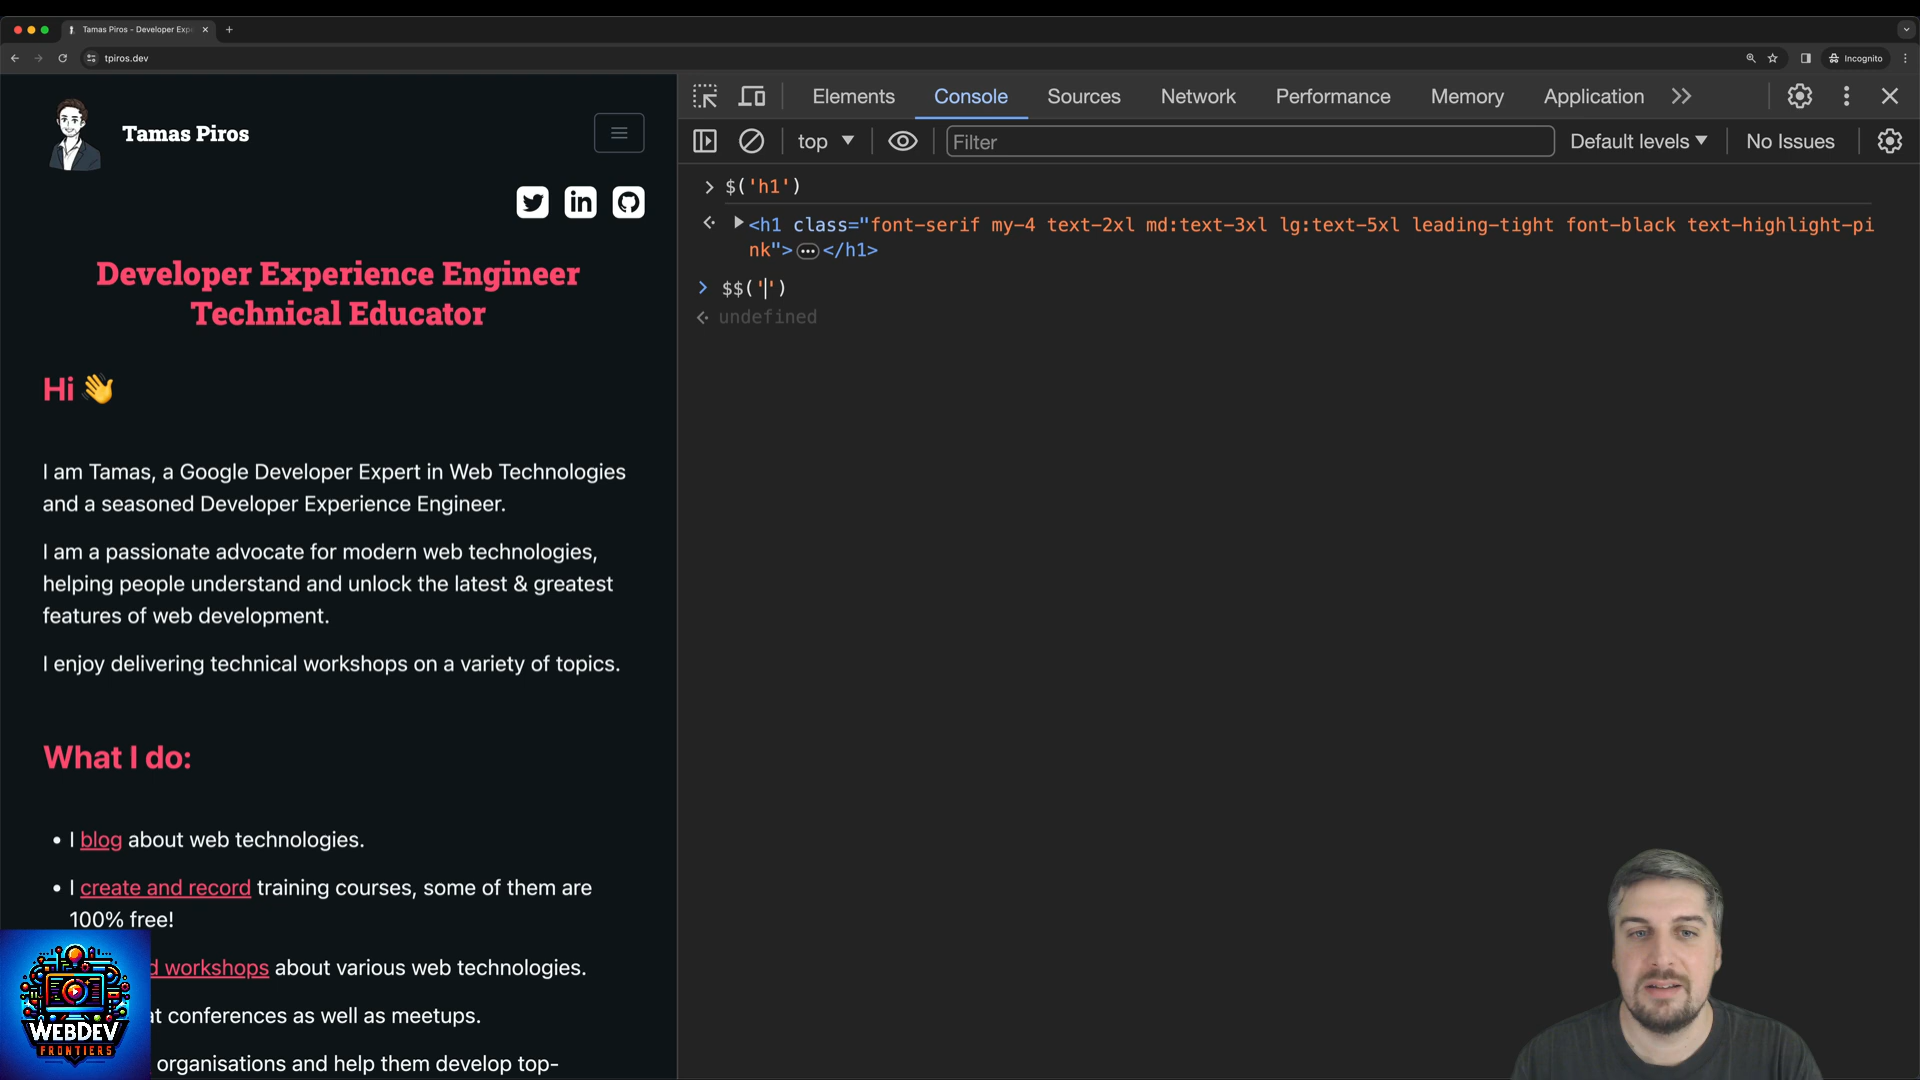 Tamas Piros - Developer Exp
tpiros.dev
Incognito
Tamas Piros
Developer Experience Engineer
Technical Educator
Hi 👋
I am Tamas, a Google Developer Expert in Web Technologies
and a seasoned Developer Experience Engineer.
I am a passionate advocate for modern web technologies,
helping people understand and unlock the latest & greatest
features of web development.
I enjoy delivering technical workshops on a variety of topics.
What I do:
• I blog about web technologies.
• I create and record training courses, some of them are
100% free!
d workshops about various web technologies.
at conferences as well as meetups.
organisations and help them develop top-
WEBDEV
FRONTIERS
Elements Console Sources Network Performance Memory Application
top Filter Default levels No Issues
$('h1')
<h1 class="font-serif my-4 text-2xl md:text-3xl lg:text-5xl leading-tight font-black text-highlight-pi
nk">…</h1>
$$('')
undefined